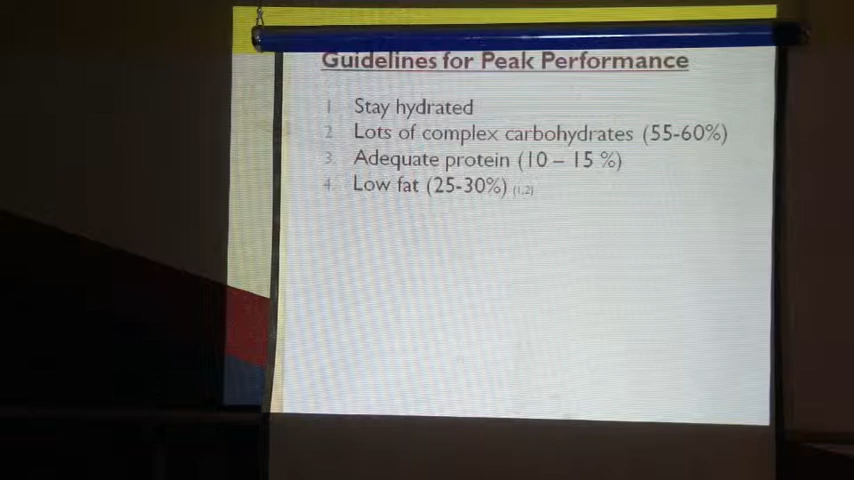 Guidelines for Peak Performance
1 Stay hydrated
2. Lots of complex carbohydrates (55-60%)
3. Adequate protein (10 – 15 %)
4. Low fat (25-30%) (1,2)